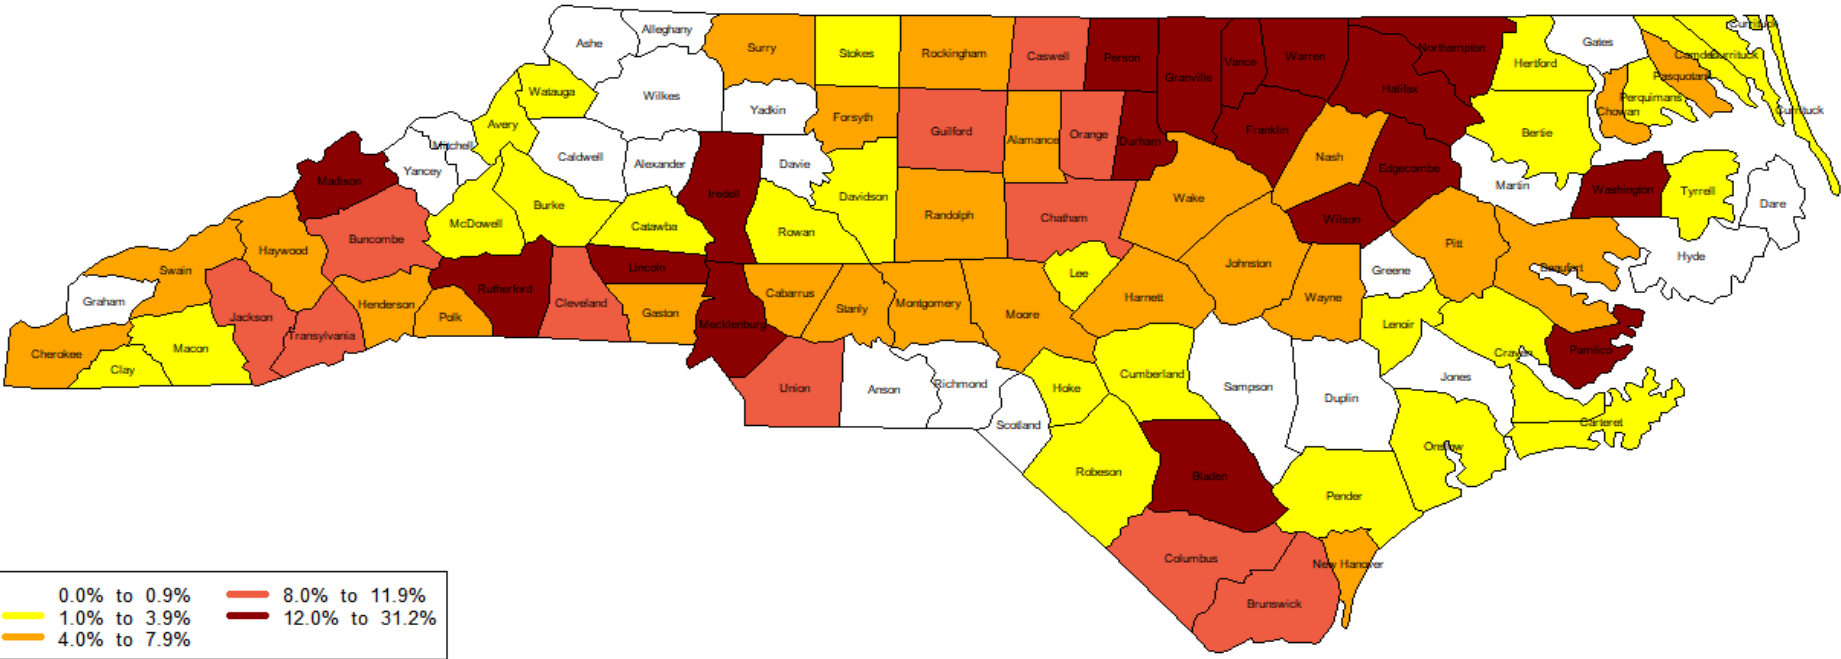 Currituck
Alleghany
Ashe
Surry
Stokes
Rockingham
Caswell
Person
Northampton
Gates
Granville
Vance
Warren
Halifax
Hertford
Camden
Currituck
Pasquotank
Watauga
Wilkes
Yadkin
Forsyth
Guilford
Alamance
Orange
Durham
Franklin
Bertie
Chowan
Perquimans
Currituck
Avery
Mitchell
Caldwell
Alexander
Davie
Nash
Edgecombe
Martin
Washington
Tyrrell
Dare
Madison
Yancey
Iredell
Davidson
Randolph
Chatham
Wake
Wilson
McDowell
Burke
Catawba
Rowan
Buncombe
Haywood
Swain
Rutherford
Lincoln
Lee
Johnston
Pitt
Greene
Beaufort
Hyde
Graham
Jackson
Henderson
Polk
Cleveland
Gaston
Cabarrus
Stanly
Montgomery
Moore
Harnett
Wayne
Lenoir
Craven
Pamlico
Cherokee
Clay
Macon
Transylvania
Mecklenburg
Union
Anson
Richmond
Scotland
Hoke
Cumberland
Sampson
Duplin
Jones
Carteret
Onslow
Robeson
Bladen
Pender
Columbus
Brunswick
New Hanover
0.0% to 0.9%
1.0% to 3.9%
4.0% to 7.9%
8.0% to 11.9%
12.0% to 31.2%